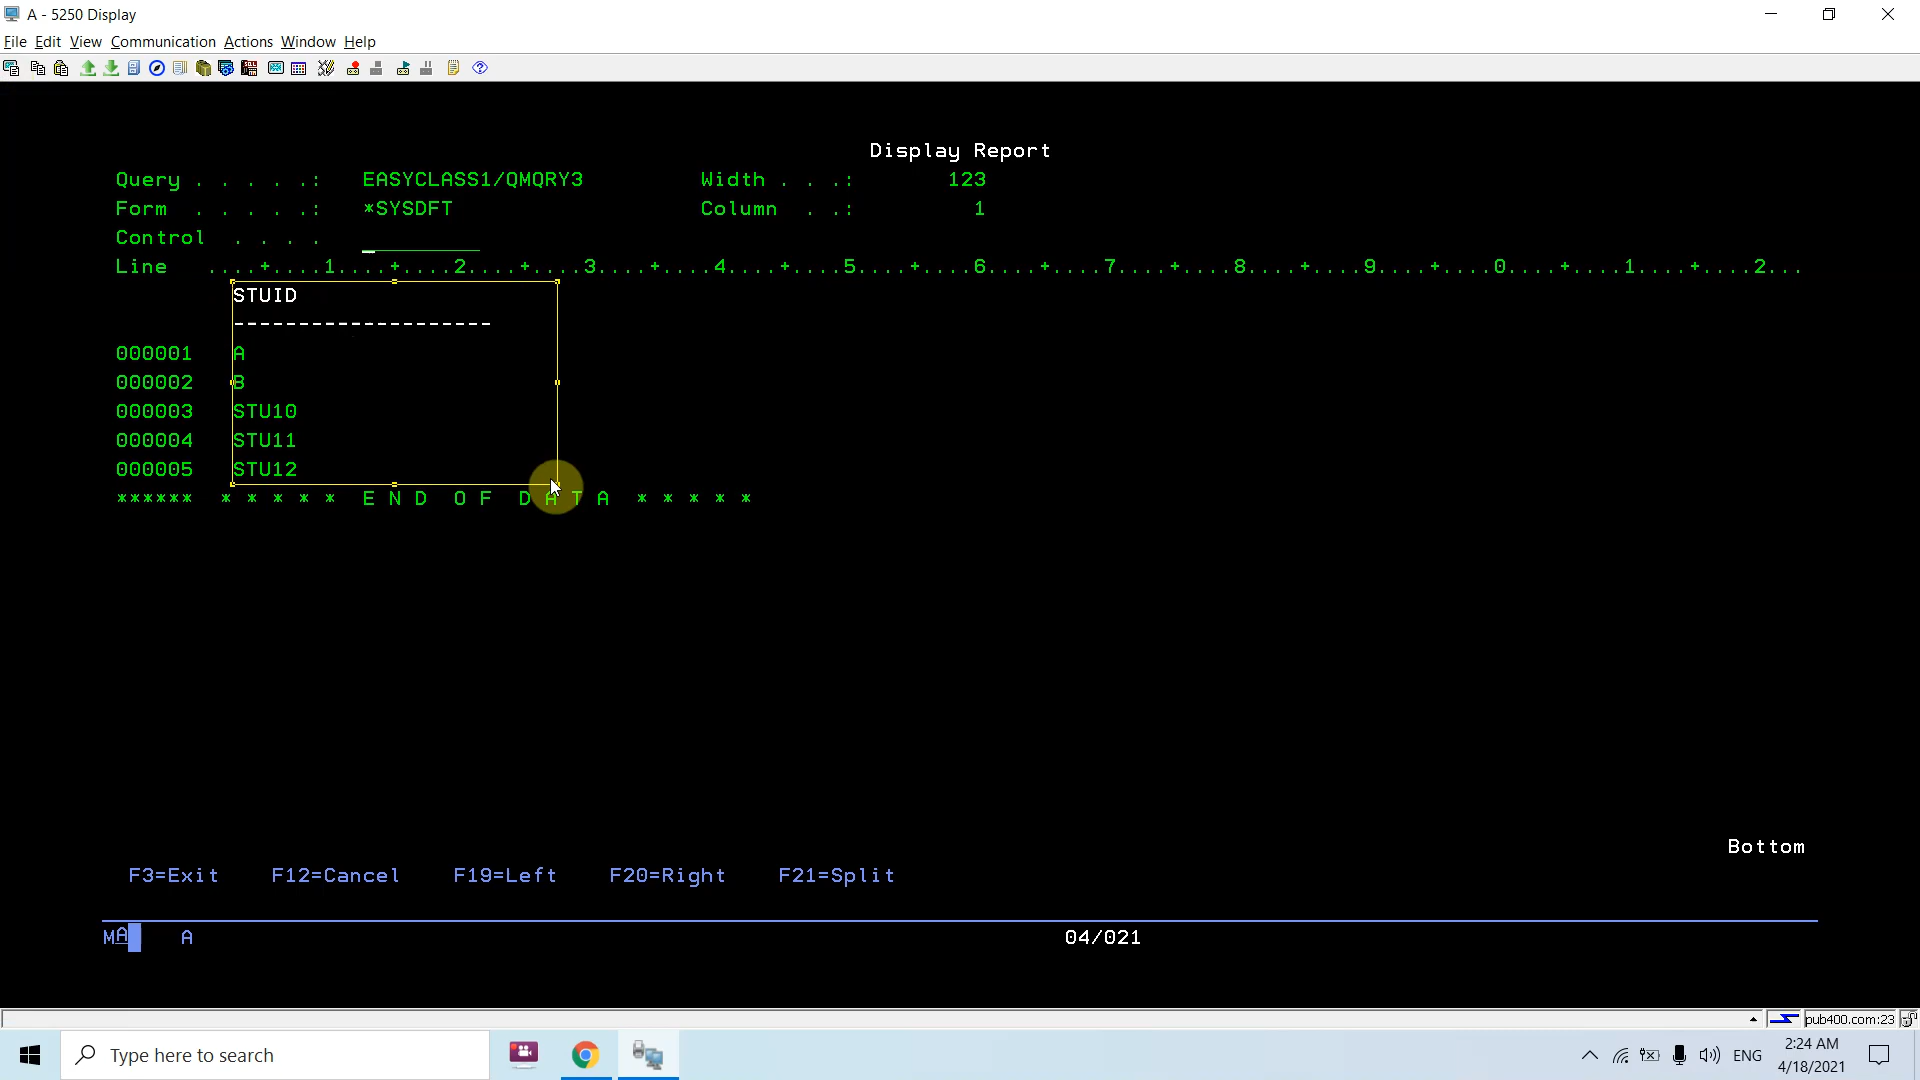 A - 5250 Display
File Edit View Communication Actions Window Help
Display Report
Query . . . . .: EASYCLASS1/QMQRY3 Width . . .: 123
Form . . . . .: *SYSDFT Column . .: 1
Control . . . .
Line ....+....1....+....2....+....3....+....4....+....5....+....6....+....7....+....8....+....9....+....0....+....1....+....2...
STUID
--------------------
000001 A
000002 B
000003 STU10
000004 STU11
000005 STU12
****** * * * * * E N D O F D A T A * * * * *
Bottom
F3=Exit F12=Cancel F19=Left F20=Right F21=Split
MA A 04/021
pub400.com:23
Type here to search
ENG
2:24 AM
4/18/2021